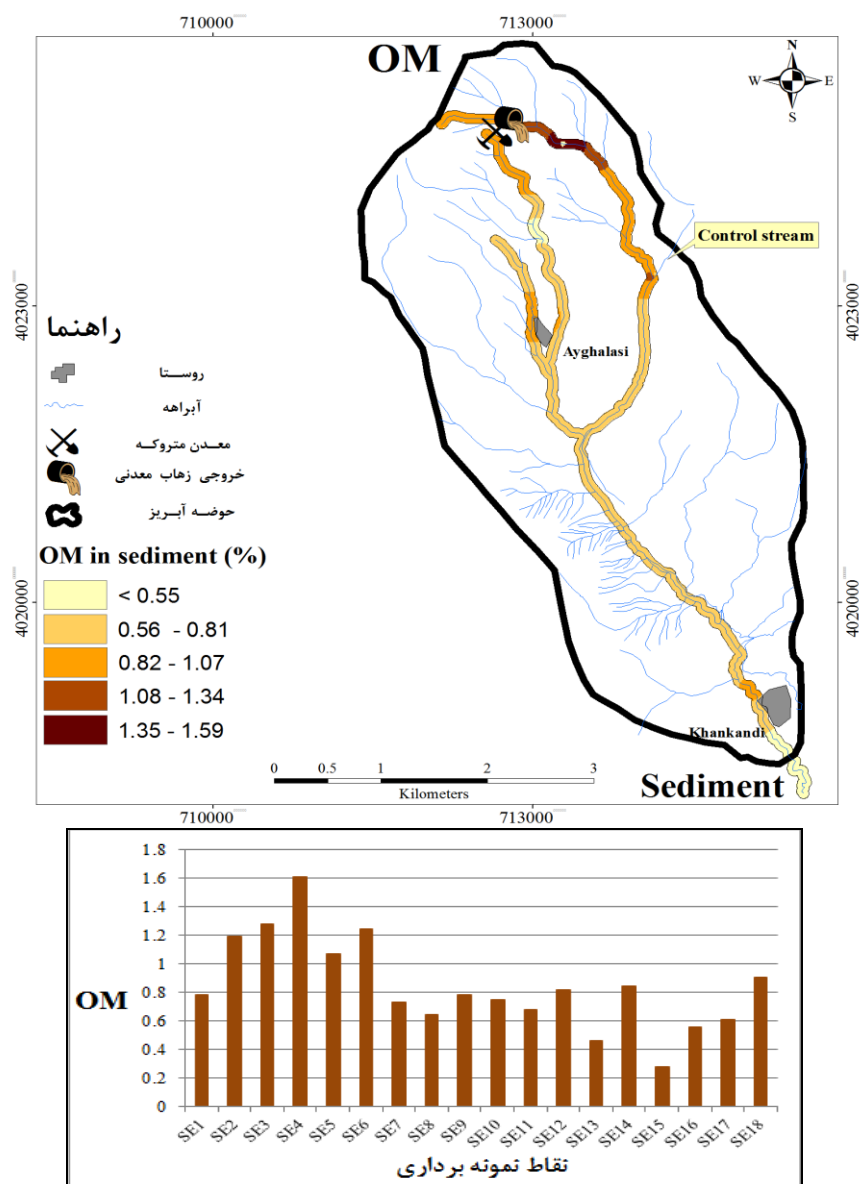 710000 713000
OM
N
W E
S
Control stream
4023000 4023000
راهنما
Ayghalasi
روستا
آبراهه
معدن متروکه
خروجی زهاب معدنی
حوضه آبریز
OM in sediment (%)
< 0.55
0.56 - 0.81
0.82 - 1.07
1.08 - 1.34
1.35 - 1.59
4020000 4020000
Khankandi
0 0.5 1 2 3
Kilometers
Sediment
710000 713000
1.8
1.6
1.4
1.2
1
OM
0.8
0.6
0.4
0.2
0
SE1 SE2 SE3 SE4 SE5 SE6 SE7 SE8 SE9 SE10 SE11 SE12 SE13 SE14 SE15 SE16 SE17 SE18
نقاط نمونه برداری